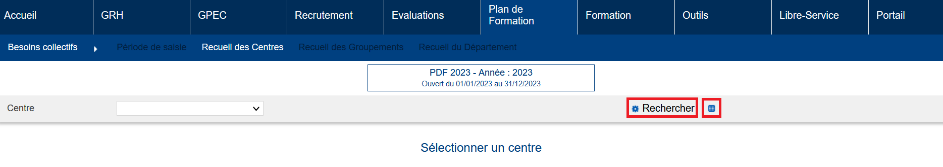 Accueil GRH GPEC Recrutement Evaluations Plan de Formation Formation Outils Libre-Service Portail
Besoins collectifs Période de saisie Recueil des Centres Recueil des Groupements Recueil du Département
PDF 2023 - Année : 2023
Ouvert du 01/01/2023 au 31/12/2023
Centre Rechercher
Sélectionner un centre